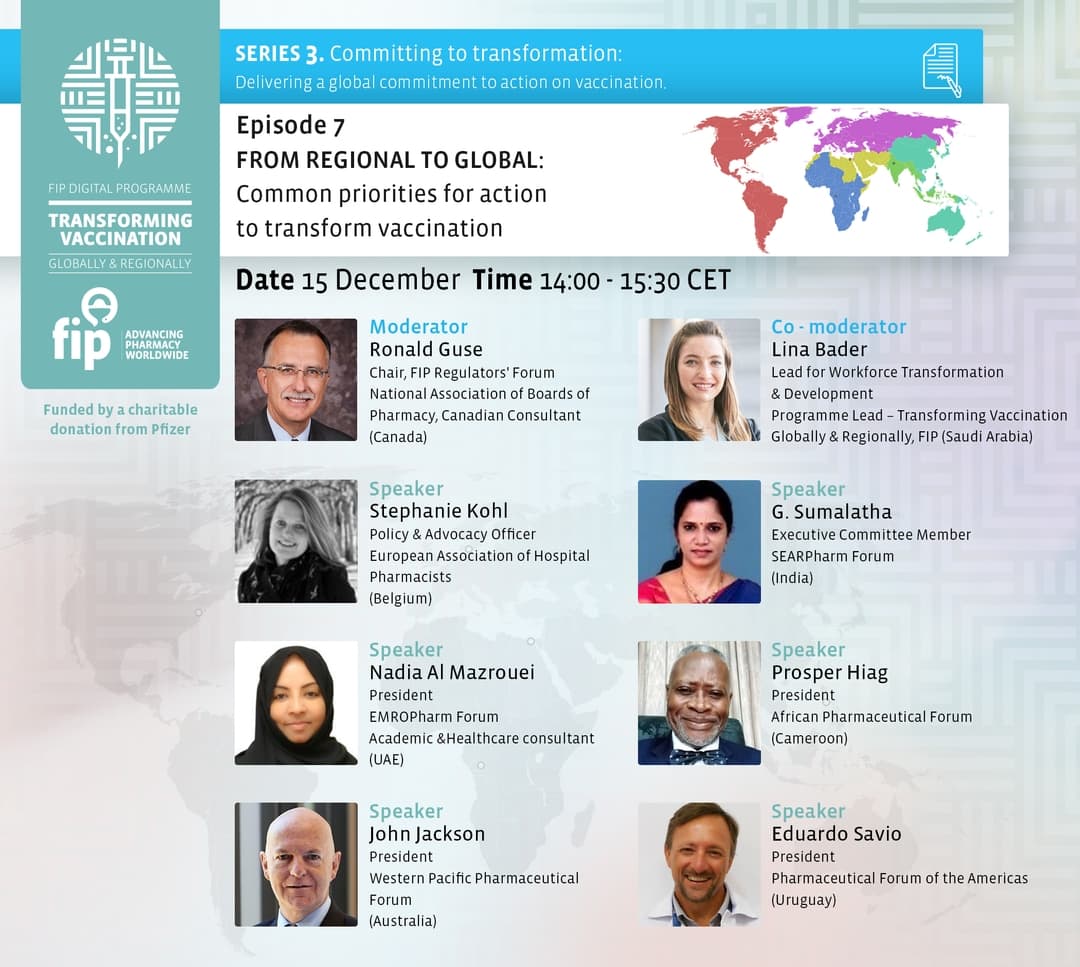 FIP DIGITAL PROGRAMME
TRANSFORMING
VACCINATION
GLOBALLY & REGIONALLY
fip
ADVANCING
PHARMACY
WORLDWIDE
Funded by a charitable
donation from Pfizer
SERIES 3. Committing to transformation:
Delivering a global commitment to action on vaccination.
Episode 7
FROM REGIONAL TO GLOBAL:
Common priorities for action
to transform vaccination
Date 15 December Time 14:00 - 15:30 CET
Moderator
Ronald Guse
Chair, FIP Regulators' Forum
National Association of Boards of
Pharmacy, Canadian Consultant
(Canada)
Co - moderator
Lina Bader
Lead for Workforce Transformation
& Development
Programme Lead – Transforming Vaccination
Globally & Regionally, FIP (Saudi Arabia)
Speaker
Stephanie Kohl
Policy & Advocacy Officer
European Association of Hospital
Pharmacists
(Belgium)
Speaker
G. Sumalatha
Executive Committee Member
SEARPharm Forum
(India)
Speaker
Nadia Al Mazrouei
President
EMROPharm Forum
Academic &Healthcare consultant
(UAE)
Speaker
Prosper Hiag
President
African Pharmaceutical Forum
(Cameroon)
Speaker
John Jackson
President
Western Pacific Pharmaceutical
Forum
(Australia)
Speaker
Eduardo Savio
President
Pharmaceutical Forum of the Americas
(Uruguay)